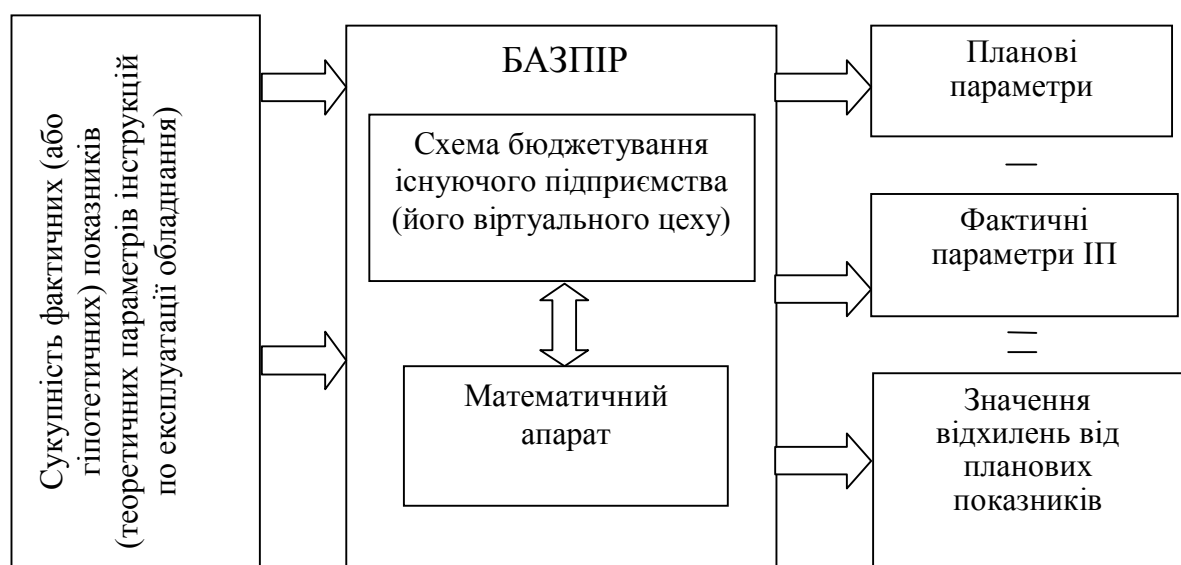 Сукупність фактичних (або
гіпотетичних) показників
(теоретичних параметрів інструкцій
по експлуатації обладнання)
БАЗПІР
Схема бюджетування
існуючого підприємства
(його віртуального цеху)
Математичний
апарат
Планові
параметри
—
Фактичні
параметри ІП
=
Значення
відхилень від
планових
показників